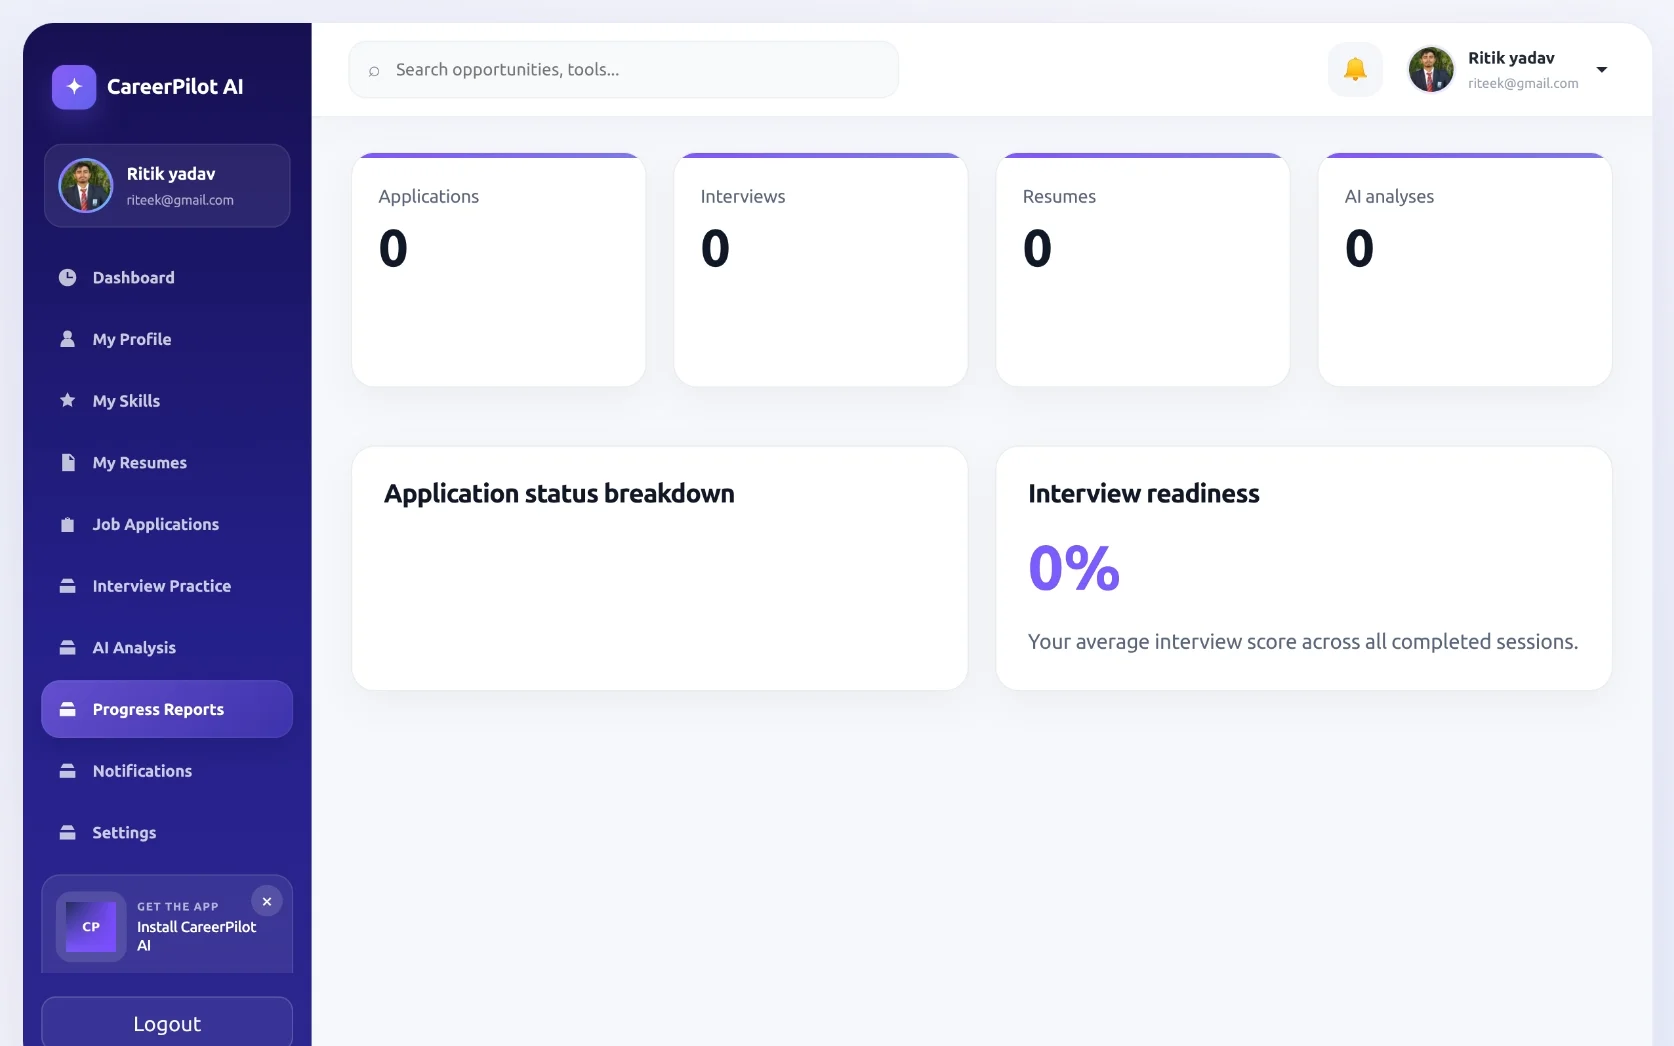 CareerPilot AI
Ritik yadav
riteek@gmail.com
Dashboard
My Profile
My Skills
My Resumes
Job Applications
Interview Practice
AI Analysis
Progress Reports
Notifications
Settings
CP
GET THE APP
Install CareerPilot
AI
×
Logout
Search opportunities, tools...
Ritik yadav
riteek@gmail.com
Applications
0
Interviews
0
Resumes
0
AI analyses
0
Application status breakdown
Interview readiness
0%
Your average interview score across all completed sessions.